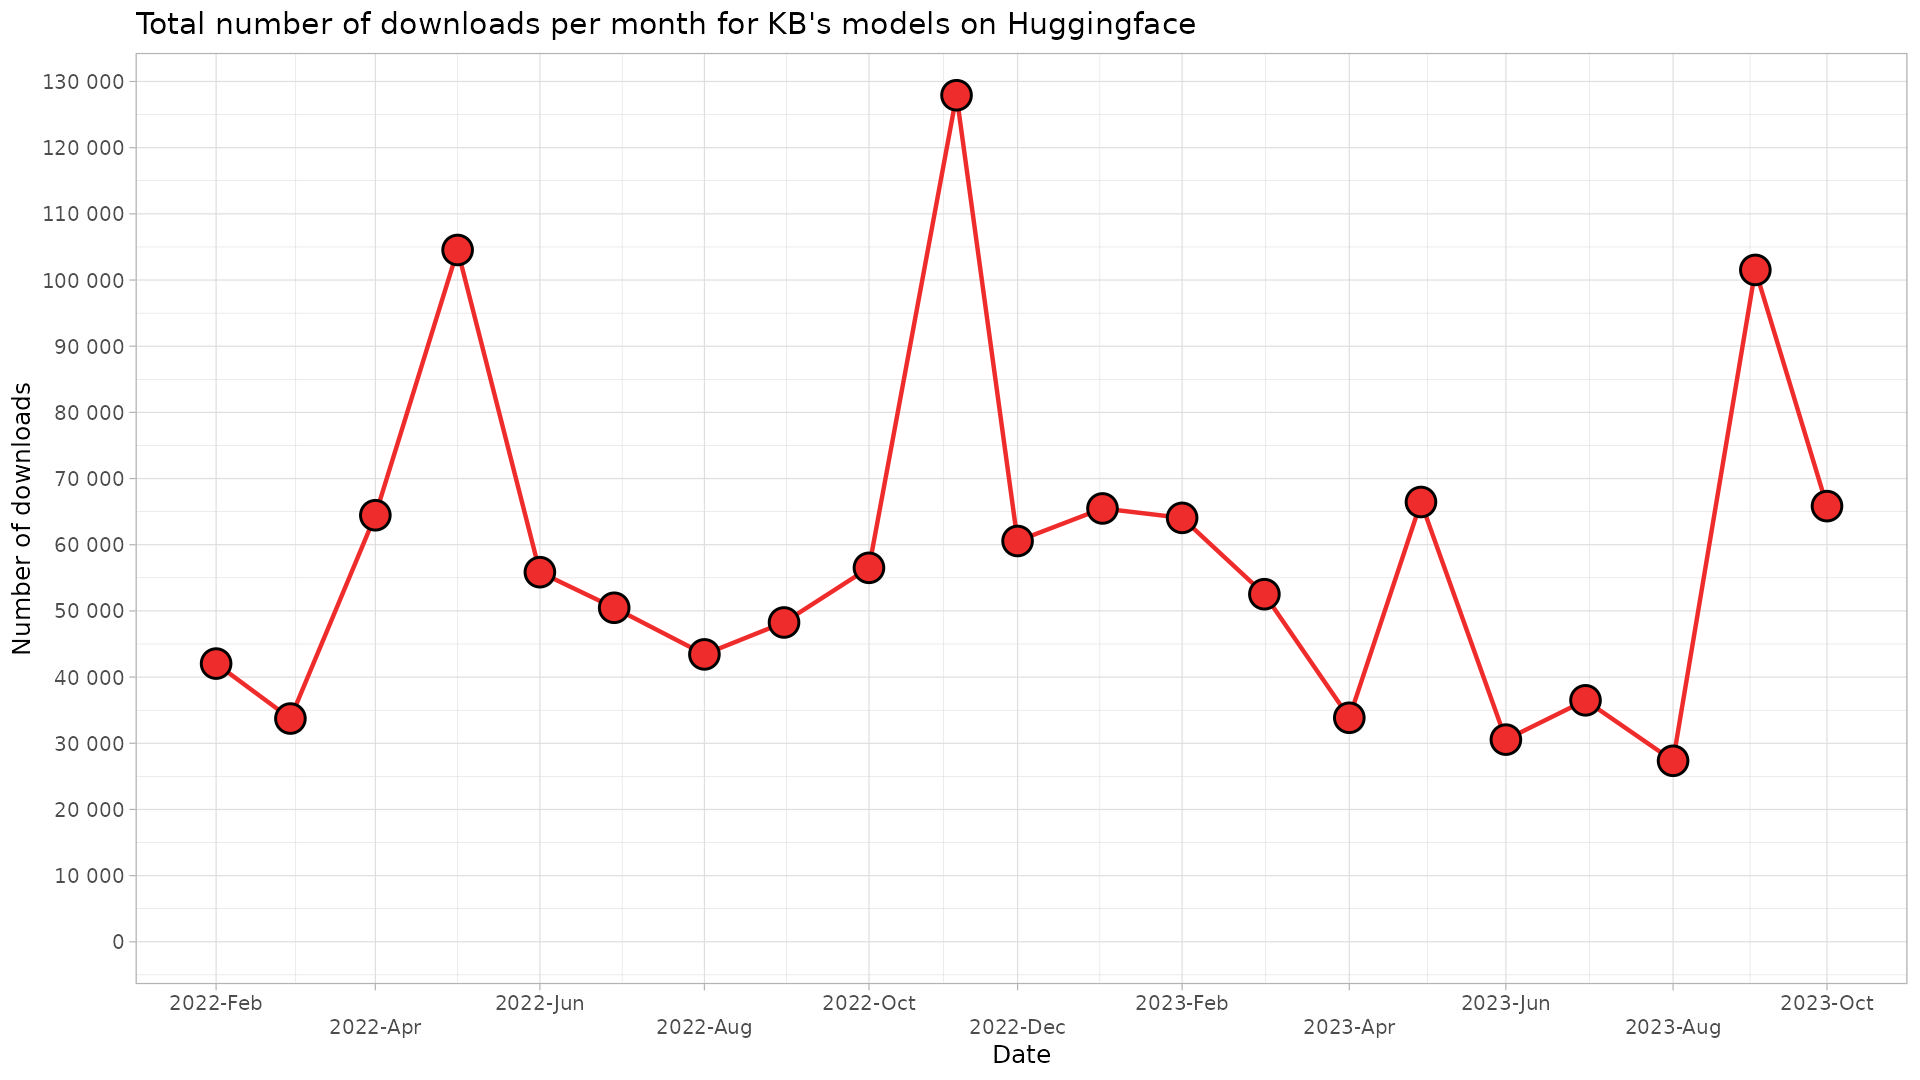 Total number of downloads per month for KB's models on Huggingface
Number of downloads
130 000
120 000
110 000
100 000
90 000
80 000
70 000
60 000
50 000
40 000
30 000
20 000
10 000
0
2022-Feb
2022-Apr
2022-Jun
2022-Aug
2022-Oct
2022-Dec
2023-Feb
2023-Apr
2023-Jun
2023-Aug
2023-Oct
Date